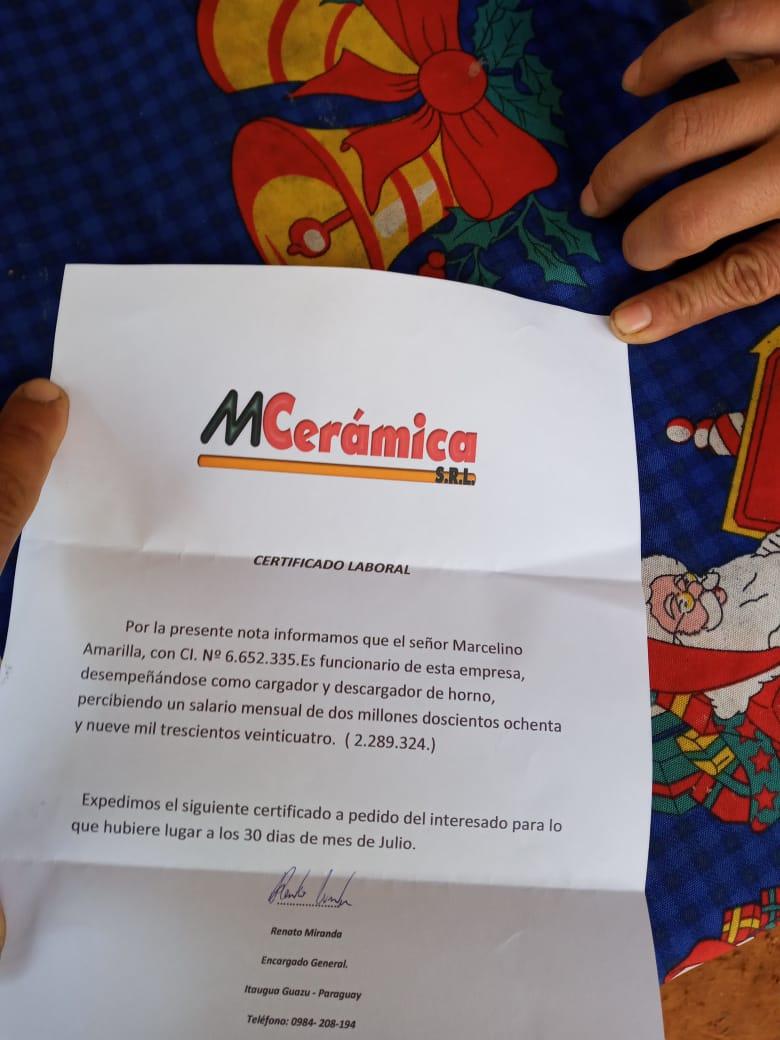 MCerámica
S.R.L.
CERTIFICADO LABORAL
Por la presente nota informamos que el señor Marcelino
Amarilla, con CI. Nº 6.652.335.Es funcionario de esta empresa,
desempeñándose como cargador y descargador de horno,
percibiendo un salario mensual de dos millones doscientos ochenta
y nueve mil trescientos veinticuatro. ( 2.289.324.)
Expedimos el siguiente certificado a pedido del interesado para lo
que hubiere lugar a los 30 dias de mes de Julio.
Renato Miranda
Encargado General.
Itaugua Guazu - Paraguay
Teléfono: 0984- 208-194